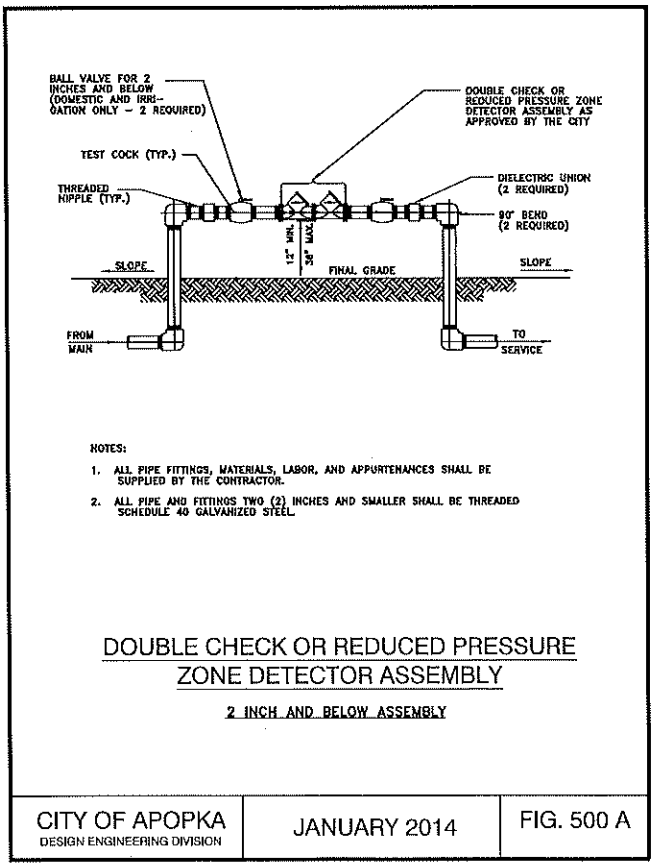 BALL VALVE FOR 2
INCHES AND BELOW
(DOMESTIC AND IRRI-
GATION ONLY - 2 REQUIRED)
DOUBLE CHECK OR
REDUCED PRESSURE ZONE
DETECTOR ASSEMBLY AS
APPROVED BY THE CITY
TEST COCK (TYP.)
THREADED
NIPPLE (TYP.)
DIELECTRIC UNION
(2 REQUIRED)
90° BEND
(2 REQUIRED)
12" MIN.
36" MAX.
SLOPE
FINAL GRADE
SLOPE
FROM
MAIN
TO
SERVICE
NOTES:
1. ALL PIPE FITTINGS, MATERIALS, LABOR, AND APPURTENANCES SHALL BE
SUPPLIED BY THE CONTRACTOR.
2. ALL PIPE AND FITTINGS TWO (2) INCHES AND SMALLER SHALL BE THREADED
SCHEDULE 40 GALVANIZED STEEL.
DOUBLE CHECK OR REDUCED PRESSURE
ZONE DETECTOR ASSEMBLY
2 INCH AND BELOW ASSEMBLY
CITY OF APOPKA
DESIGN ENGINEERING DIVISION
JANUARY 2014
FIG. 500 A